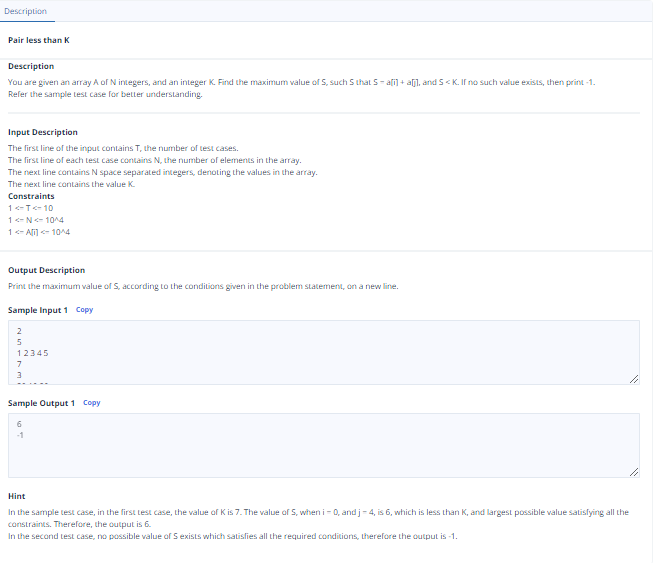 Description
Pair less than K
Description
You are given an array A of N integers, and an integer K. Find the maximum value of S, such S that S = a[i] + a[j], and S < K. If no such value exists, then print -1.
Refer the sample test case for better understanding.
Input Description
The first line of the input contains T, the number of test cases.
The first line of each test case contains N, the number of elements in the array.
The next line contains N space separated integers, denoting the values in the array.
The next line contains the value K.
Constraints
1 <= T <= 10
1 <= N <= 10^4
1 <= A[i] <= 10^4
Output Description
Print the maximum value of S, according to the conditions given in the problem statement, on a new line.
Sample Input 1 Copy
2
5
1 2 3 4 5
7
3
Sample Output 1 Copy
6
-1
Hint
In the sample test case, in the first test case, the value of K is 7. The value of S, when i = 0, and j = 4, is 6, which is less than K, and largest possible value satisfying all the
constraints. Therefore, the output is 6.
In the second test case, no possible value of S exists which satisfies all the required conditions, therefore the output is -1.